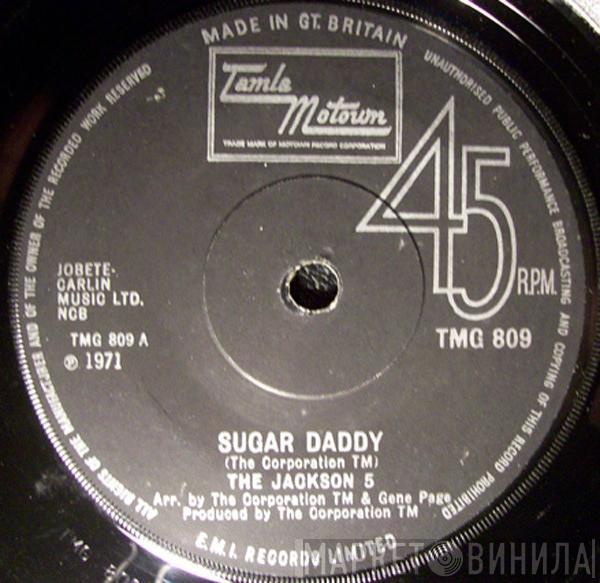 MADE IN GT. BRITAIN
UNAUTHORISED PUBLIC PERFORMANCE BROADCASTING AND COPYING OF THIS RECORD PROHIBITED
ALL RIGHTS OF THE MANUFACTURER AND OF THE OWNER OF THE RECORDED WORK RESERVED
Tamla
Motown
TRADE MARK OF MOTOWN RECORD CORPORATION
45
R.P.M.
TMG 809
JOBETE-
CARLIN
MUSIC LTD.
NCB
TMG 809 A
℗ 1971
SUGAR DADDY
(The Corporation TM)
THE JACKSON 5
Arr. by The Corporation TM & Gene Page
Produced by The Corporation TM
E.M.I. RECORDS LIMITED
МАРКЕТ ВИНИЛА